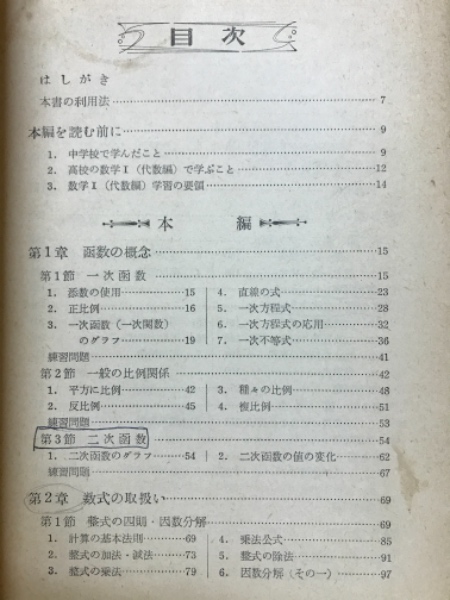 目次
はしがき
本書の利用法……7
本編を読む前に……9
1. 中学校で学んだこと……9
2. 高校の数学Ⅰ（代数編）で学ぶこと……12
3. 数学Ⅰ（代数編）学習の要領……14
本編
第1章 函数の概念……15
第1節 一次函数……15
1. 函数の使用……15
2. 正比例……16
3. 一次函数（一次関数）
のグラフ……19
4. 直線の式……23
5. 一次方程式……28
6. 一次方程式の応用……32
7. 一次不等式……36
練習問題……41
第2節 一般の比例関係……42
1. 平方に比例……42
2. 反比例……45
3. 種々の比例……48
4. 複比例……51
練習問題……53
第3節 二次函数……54
1. 二次函数のグラフ……54
2. 二次函数の値の変化……62
練習問題……67
第2章 数式の取扱い……69
第1節 整式の四則・因数分解……69
1. 計算の基本法則……69
2. 整式の加法・減法……73
3. 整式の乗法……79
4. 乗法公式……85
5. 整式の除法……91
6. 因数分解（その一）……97